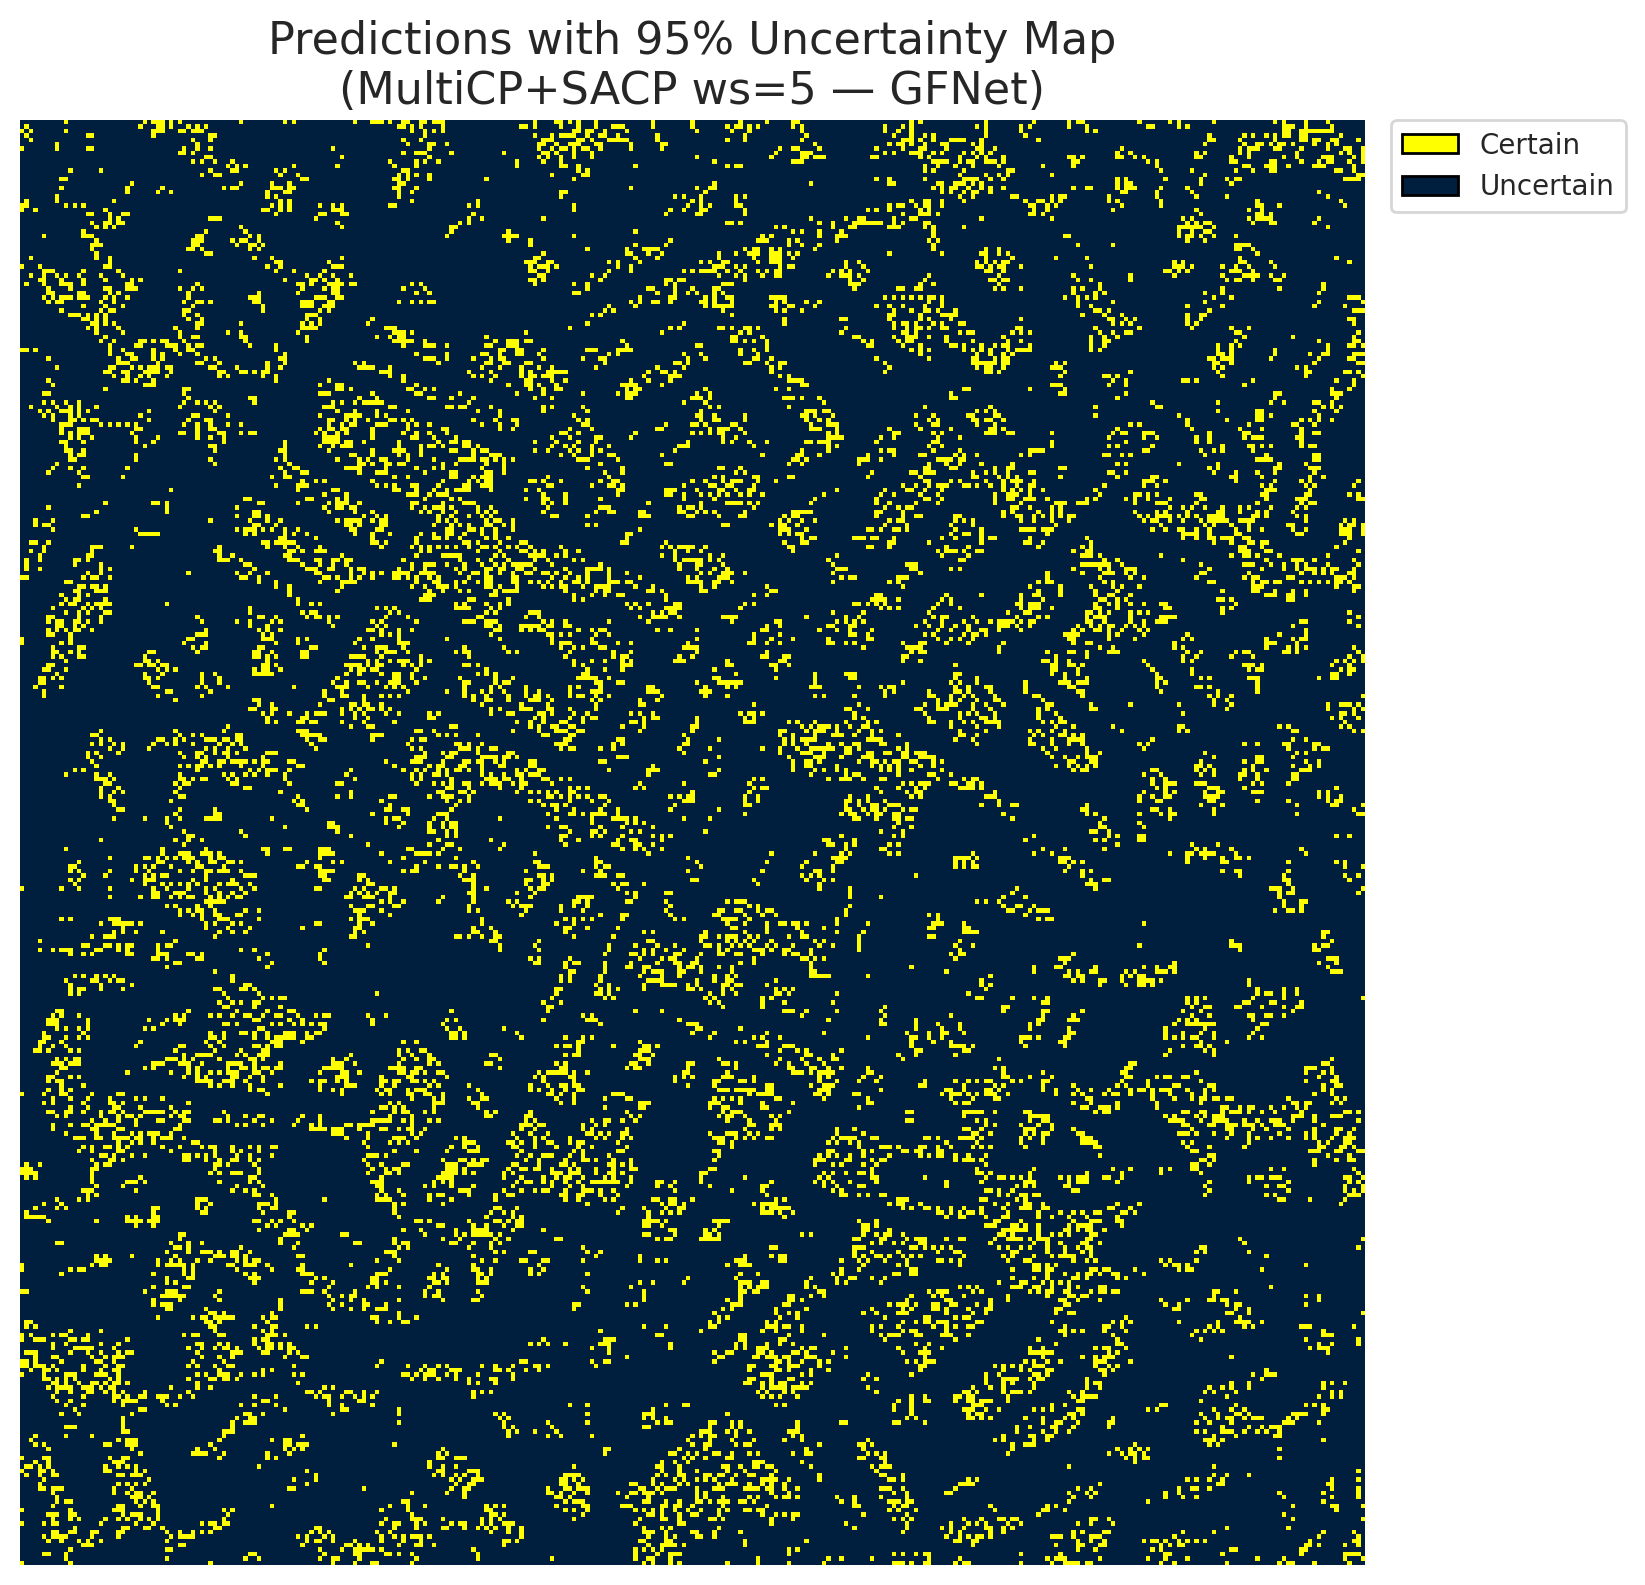 Predictions with 95% Uncertainty Map
(MultiCP+SACP ws=5 — GFNet)
Certain
Uncertain